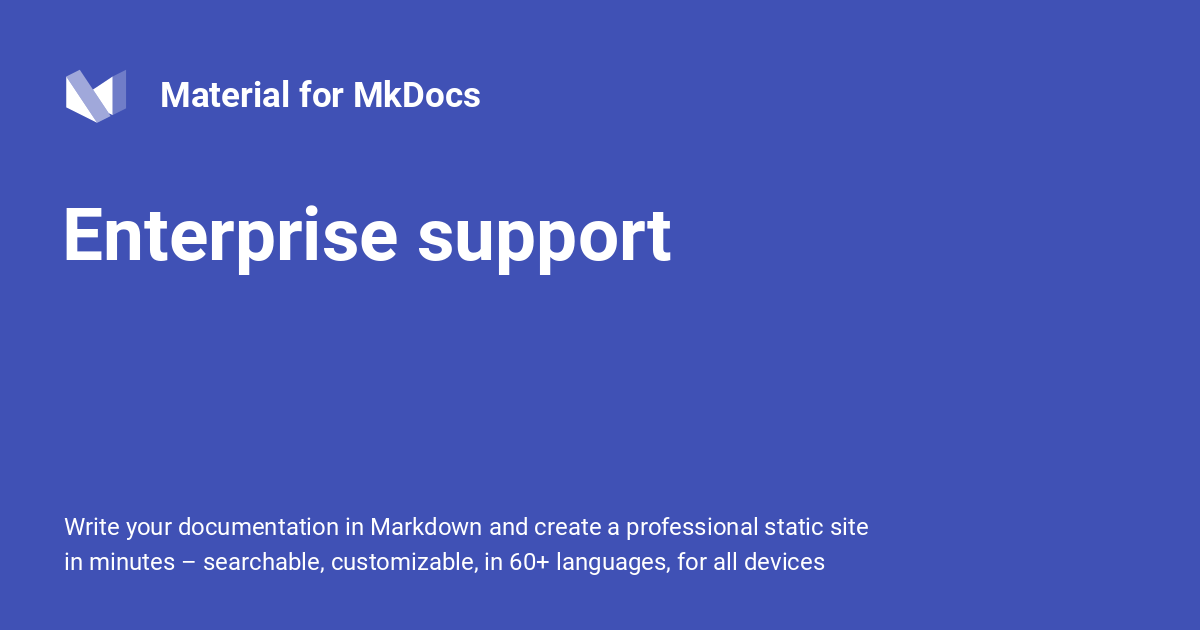 Material for MkDocs
Enterprise support
Write your documentation in Markdown and create a professional static site
in minutes – searchable, customizable, in 60+ languages, for all devices